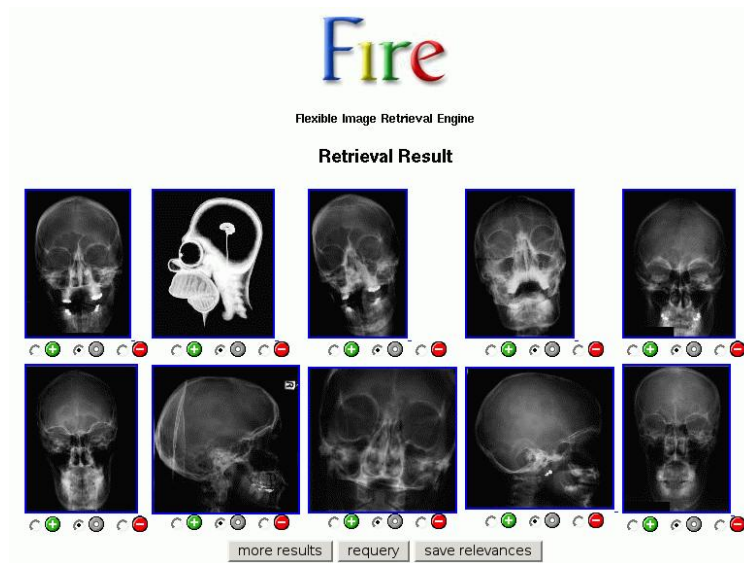 Fire
Flexible Image Retrieval Engine
Retrieval Result
more results requery save relevances